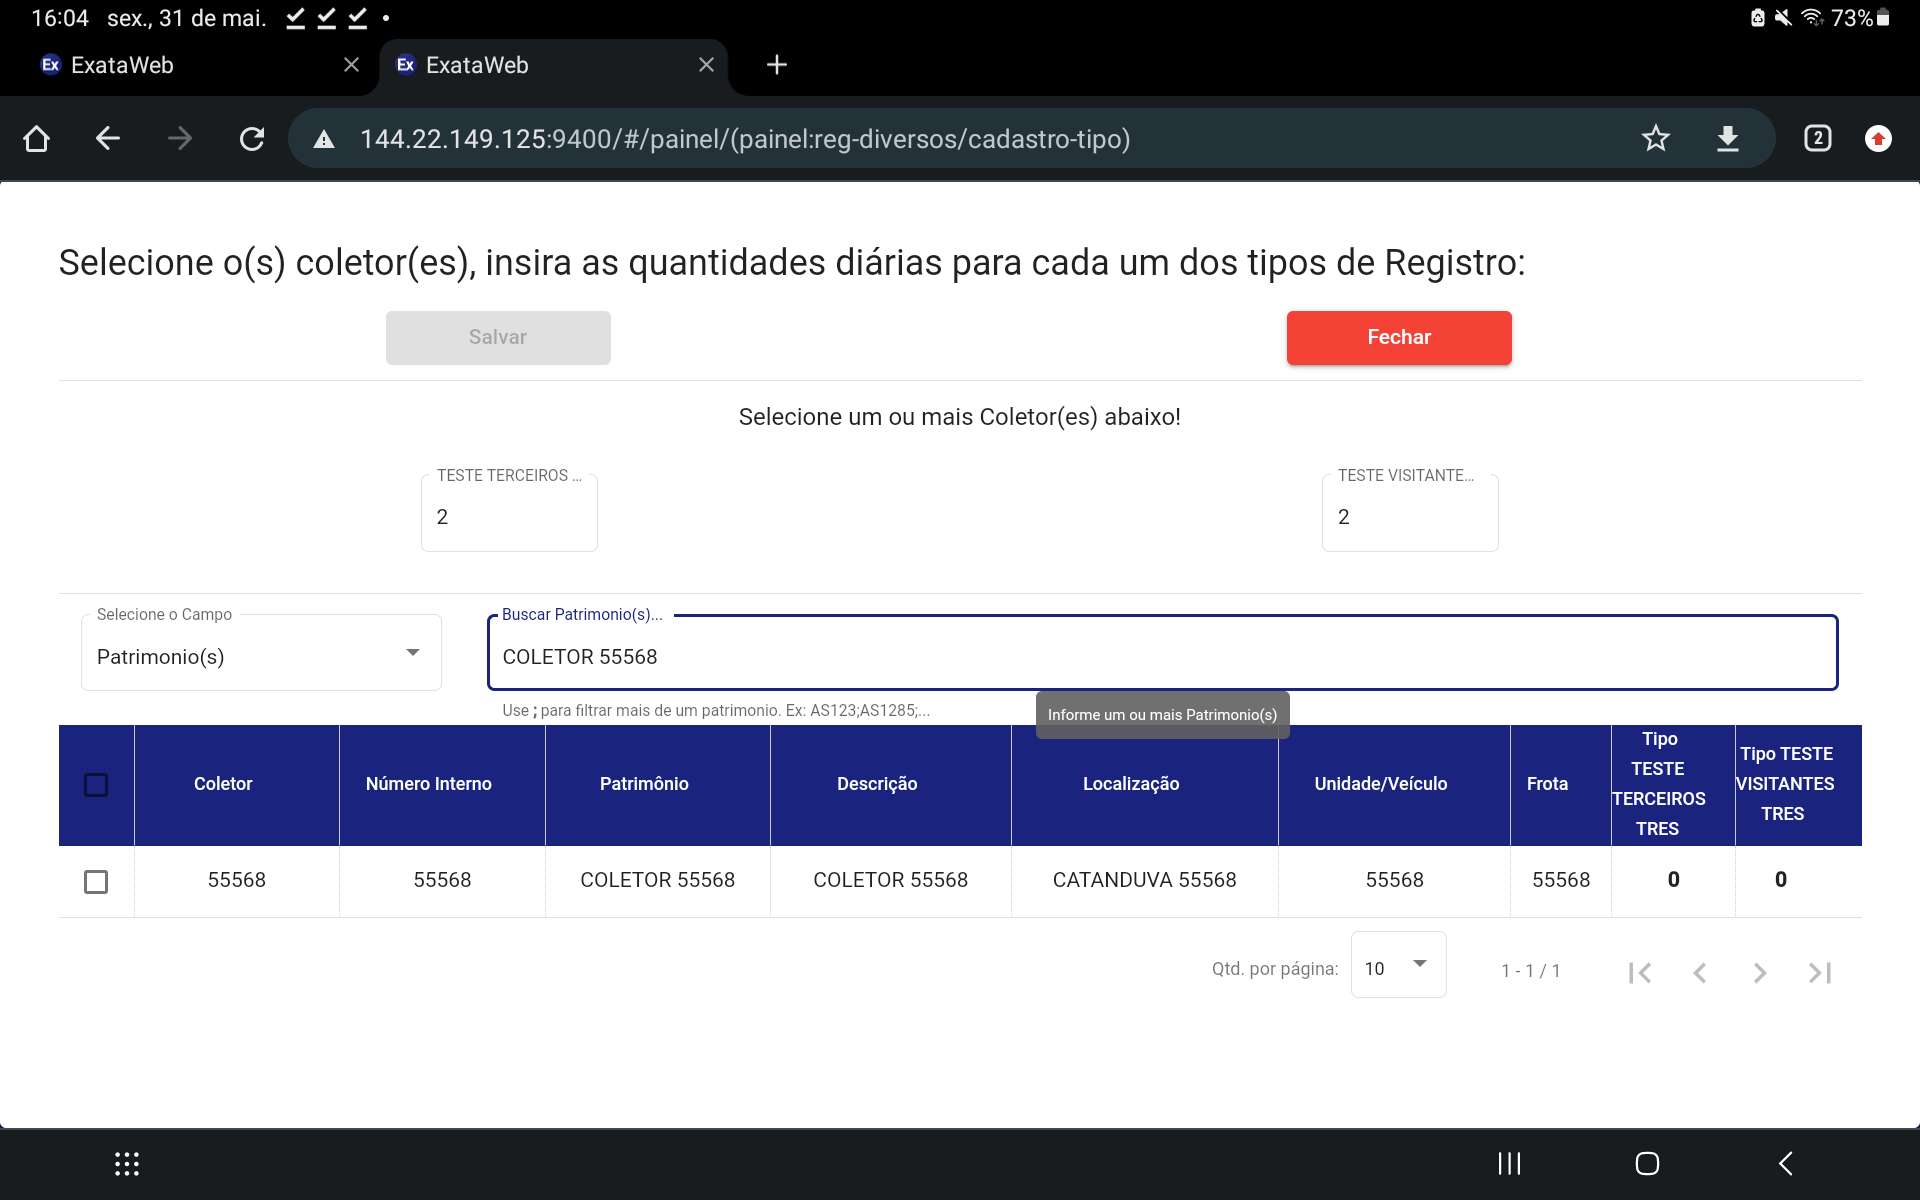 16:04 sex., 31 de mai.
73%
Ex ExataWeb
Ex ExataWeb
144.22.149.125:9400/#/painel/(painel:reg-diversos/cadastro-tipo)
2
Selecione o(s) coletor(es), insira as quantidades diárias para cada um dos tipos de Registro:
Salvar
Fechar
Selecione um ou mais Coletor(es) abaixo!
TESTE TERCEIROS ...
2
TESTE VISITANTE...
2
Selecione o Campo
Patrimonio(s)
Buscar Patrimonio(s)...
COLETOR 55568
Use ; para filtrar mais de um patrimonio. Ex: AS123;AS1285;...
Informe um ou mais Patrimonio(s)
Coletor
Número Interno
Patrimônio
Descrição
Localização
Unidade/Veículo
Frota
Tipo
TESTE
TERCEIROS
TRES
Tipo TESTE
VISITANTES
TRES
55568
55568
COLETOR 55568
COLETOR 55568
CATANDUVA 55568
55568
55568
0
0
Qtd. por página:
10
1 - 1 / 1